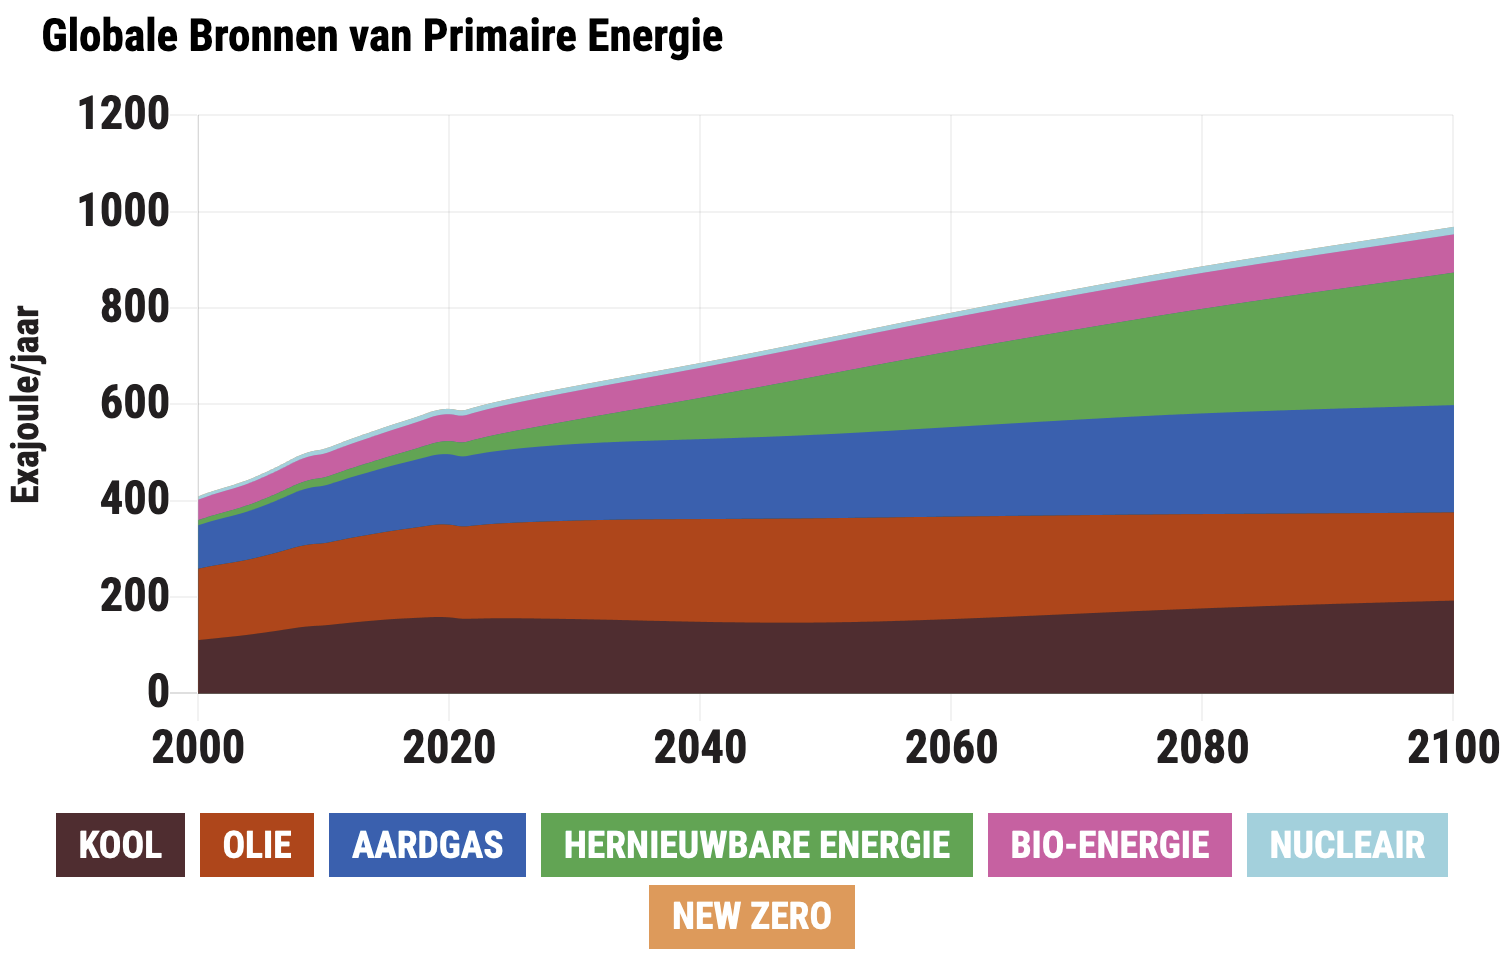 Globale Bronnen van Primaire Energie
1200
1000
800
600
400
200
0
Exajoule/jaar
2000 2020 2040 2060 2080 2100
KOOL OLIE AARDGAS HERNIEUWBARE ENERGIE BIO-ENERGIE NUCLEAIR
NEW ZERO